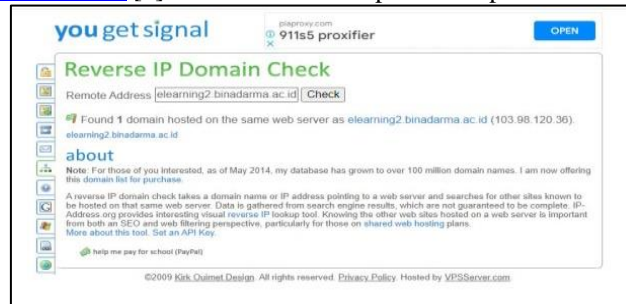 you getsignal
piaproxy.com
911s5 proxifier
OPEN
Reverse IP Domain Check
Remote Address elearning2.binadarma.ac.id Check
Found 1 domain hosted on the same web server as elearning2.binadarma.ac.id (103.98.120.36).
elearning2.binadarma.ac.id
about
Note: For those of you interested, as of May 2014, my database has grown to over 100 million domain names. I am now offering
this domain list for purchase.
A reverse IP domain check takes a domain name or IP address pointing to a web server and searches for other sites known to
be hosted on that same web server. Data is gathered from search engine results, which are not guaranteed to be complete. IP-
Address.org provides interesting visual reverse IP lookup tool. Knowing the other web sites hosted on a web server is important
from both an SEO and web filtering perspective, particularly for those on shared web hosting plans.
More about this tool. Set an API Key.
help me pay for school (PayPal)
©2009 Kirk Ouimet Design. All rights reserved. Privacy Policy. Hosted by VPSServer.com.